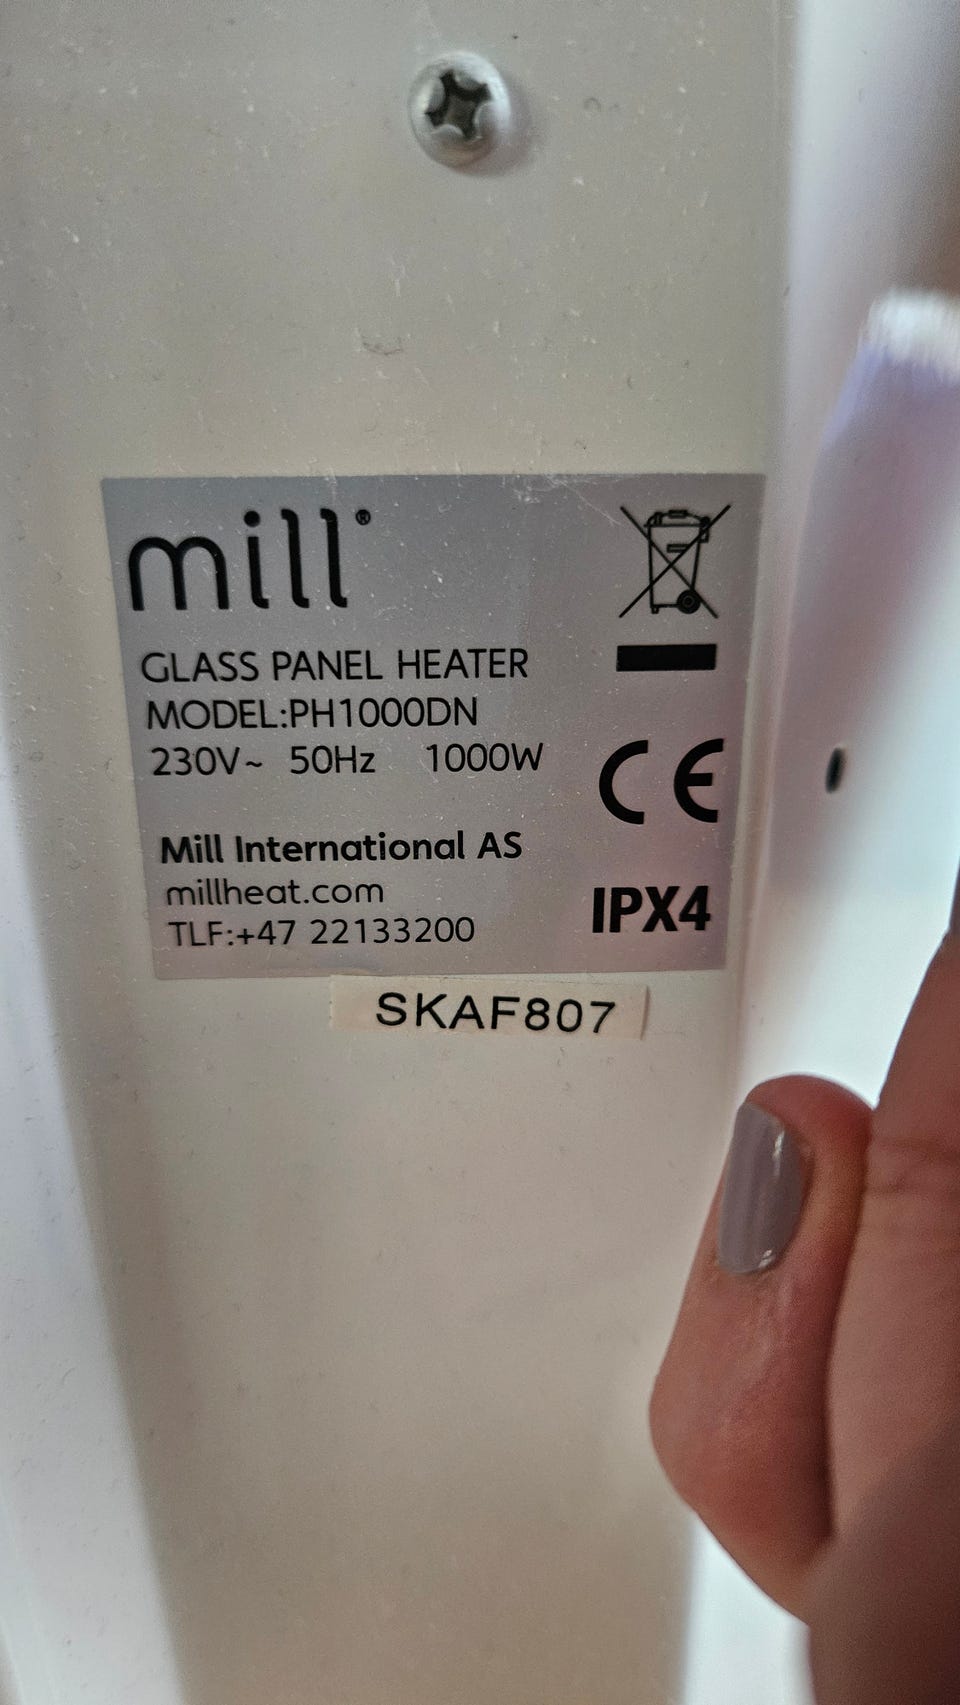 mill®
GLASS PANEL HEATER
MODEL:PH1000DN
230V~ 50Hz 1000W
CE
Mill International AS
millheat.com
TLF:+47 22133200
IPX4
SKAF807